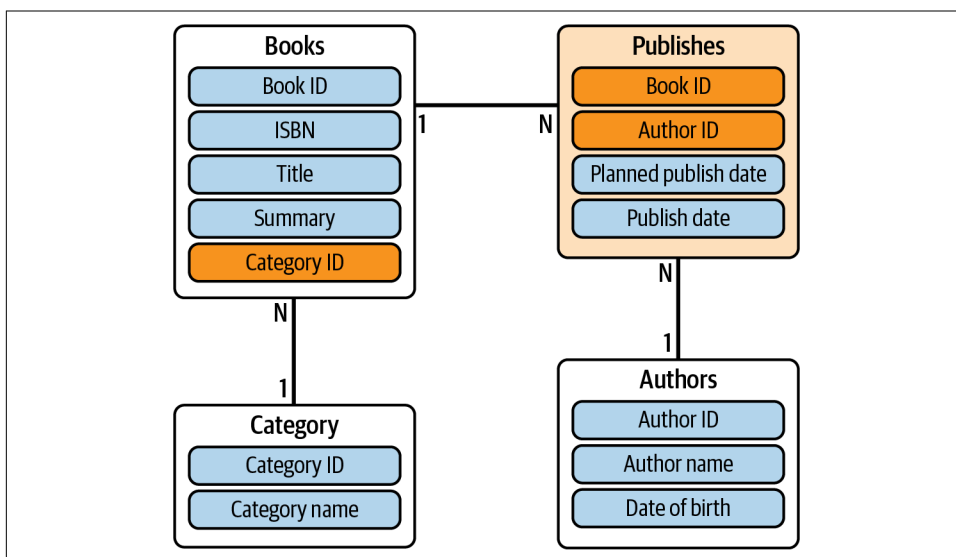 Books
Book ID
ISBN
Title
Summary
Category ID
1
N
Publishes
Book ID
Author ID
Planned publish date
Publish date
N
1
Category
Category ID
Category name
N
1
Authors
Author ID
Author name
Date of birth